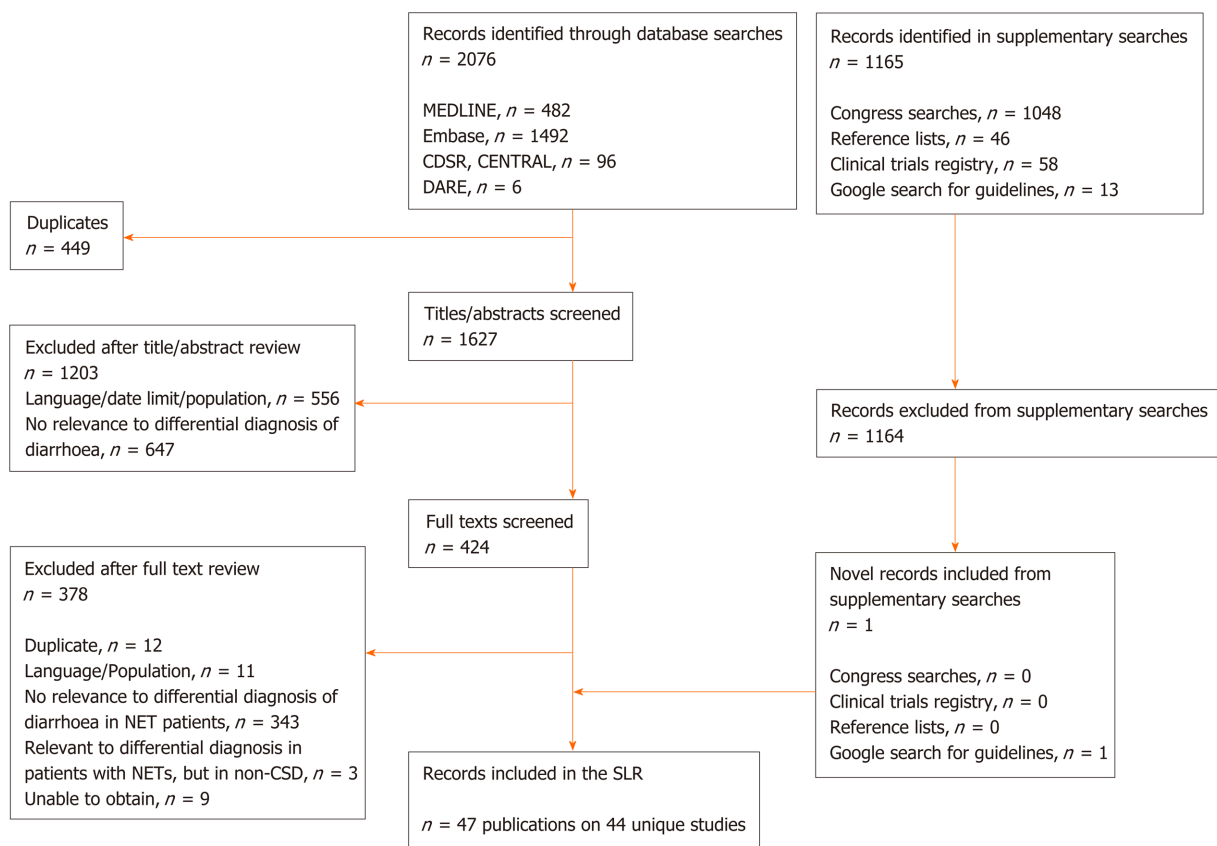 Records identified through database searches
n = 2076
MEDLINE, n = 482
Embase, n = 1492
CDSR, CENTRAL, n = 96
DARE, n = 6
Records identified in supplementary searches
n = 1165
Congress searches, n = 1048
Reference lists, n = 46
Clinical trials registry, n = 58
Google search for guidelines, n = 13
Duplicates
n = 449
Titles/abstracts screened
n = 1627
Excluded after title/abstract review
n = 1203
Language/date limit/population, n = 556
No relevance to differential diagnosis of
diarrhoea, n = 647
Records excluded from supplementary searches
n = 1164
Full texts screened
n = 424
Excluded after full text review
n = 378
Duplicate, n = 12
Language/Population, n = 11
No relevance to differential diagnosis of
diarrhoea in NET patients, n = 343
Relevant to differential diagnosis in
patients with NETs, but in non-CSD, n = 3
Unable to obtain, n = 9
Novel records included from
supplementary searches
n = 1
Congress searches, n = 0
Clinical trials registry, n = 0
Reference lists, n = 0
Google search for guidelines, n = 1
Records included in the SLR
n = 47 publications on 44 unique studies